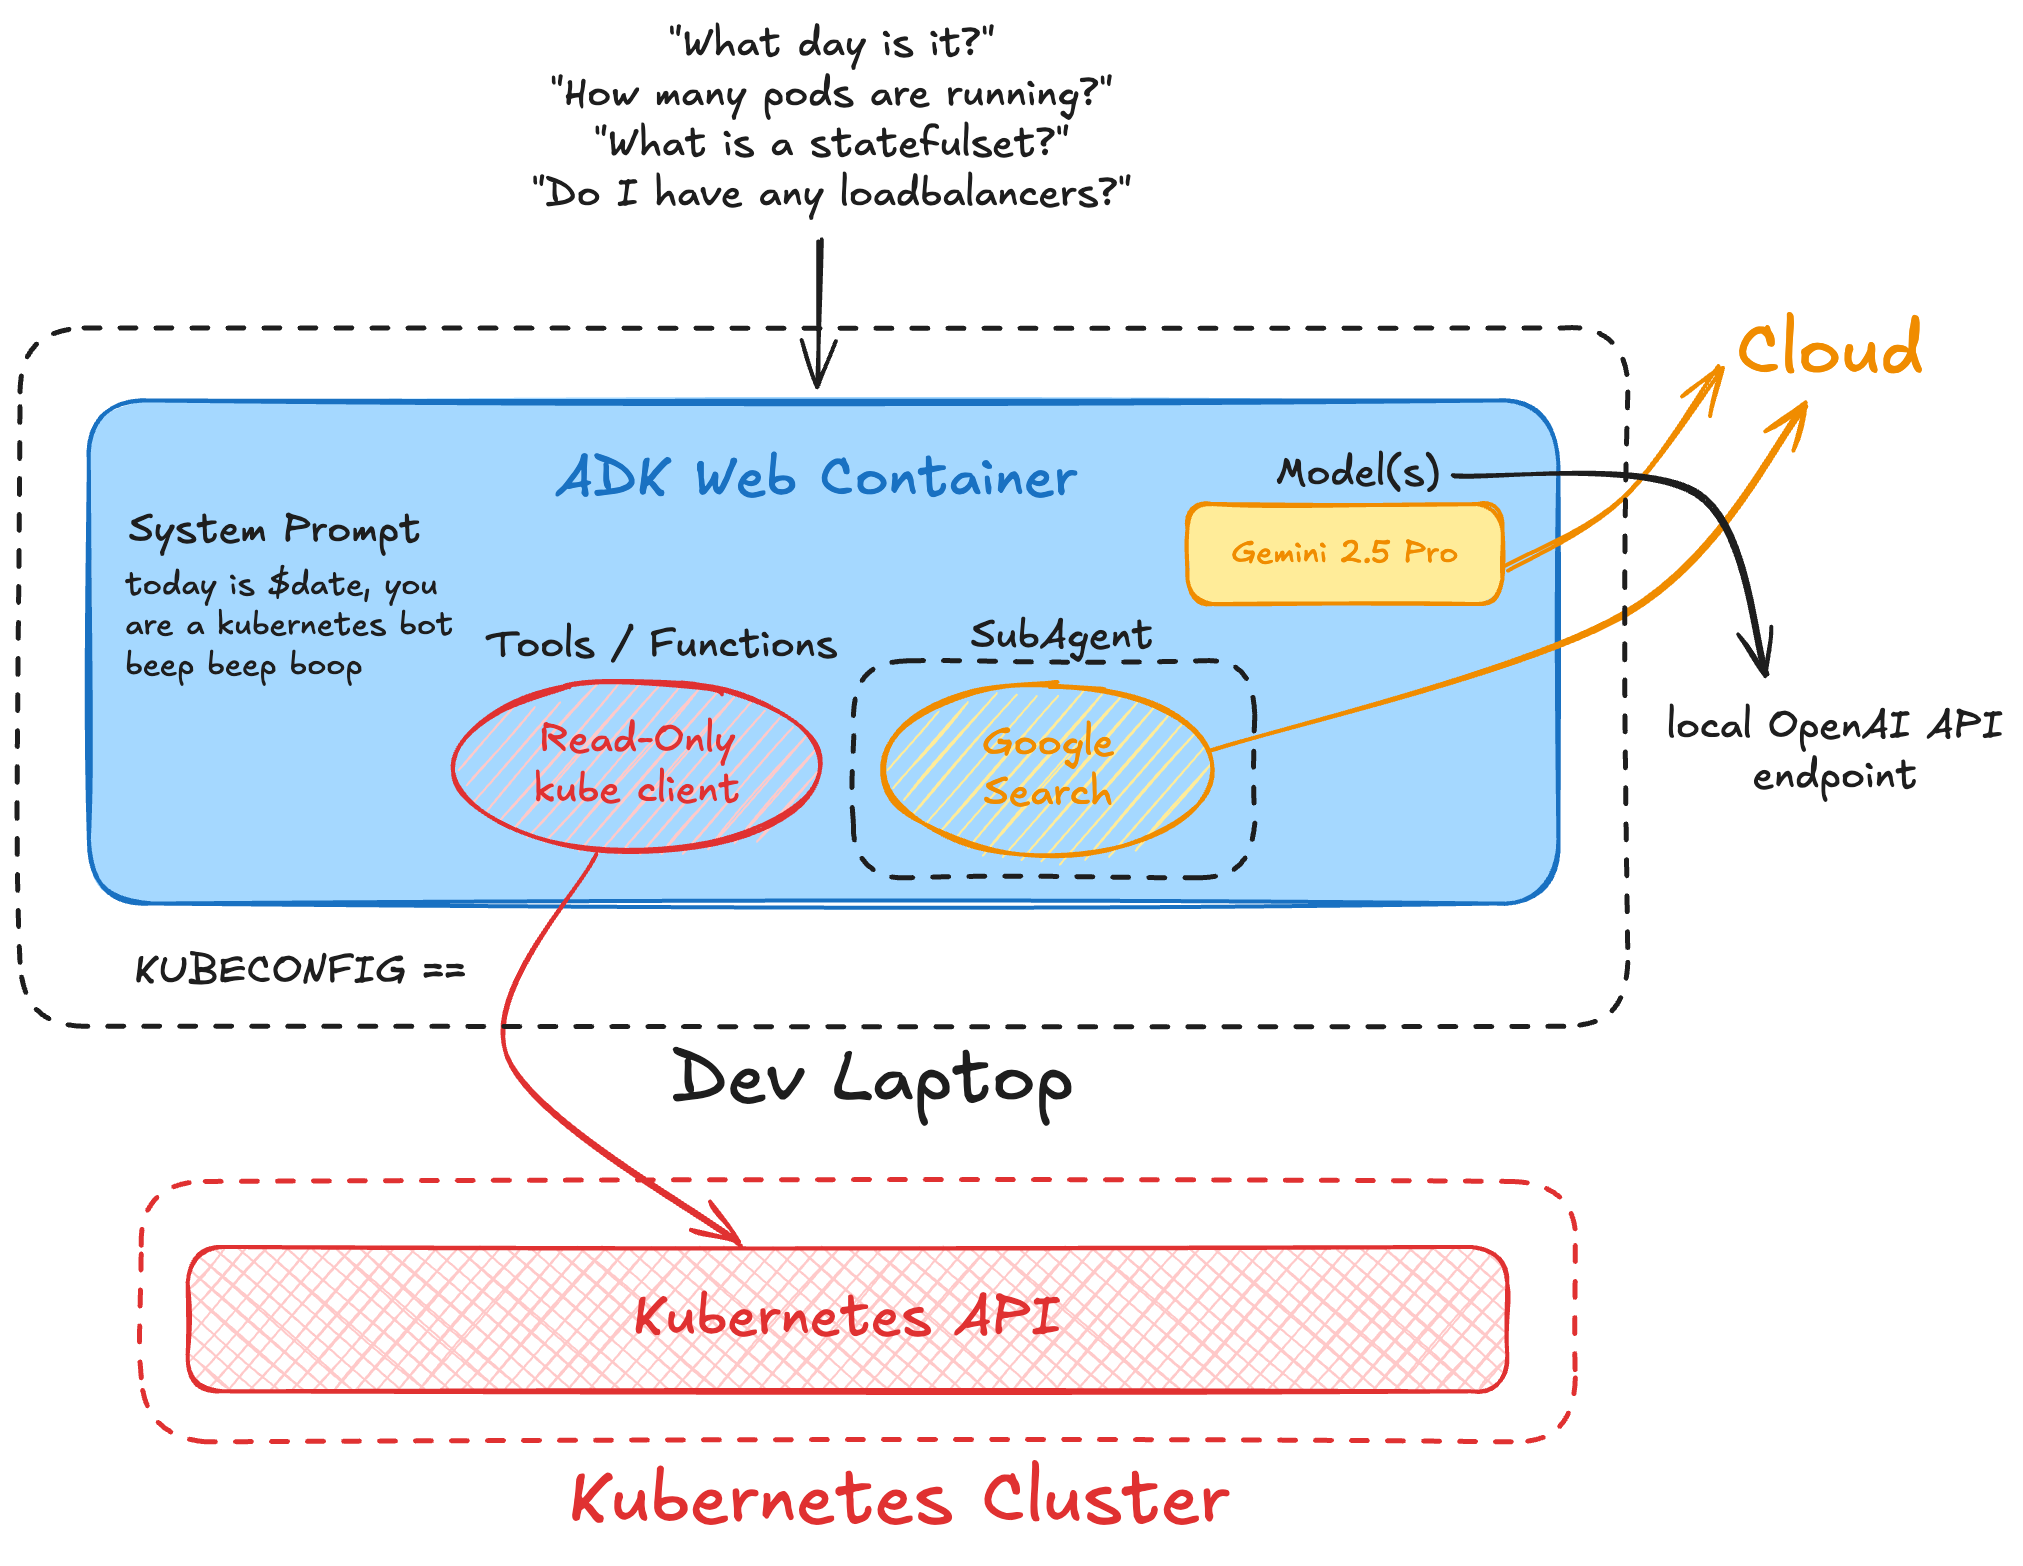 "What day is it?"
"How many pods are running?"
"What is a statefulset?"
"Do I have any loadbalancers?"
Cloud
ADK Web Container
Model(s)
Gemini 2.5 Pro
System Prompt
today is $date, you
are a kubernetes bot
beep beep boop
Tools / Functions
Read-Only
kube client
SubAgent
Google
Search
local OpenAI API
endpoint
KUBECONFIG ==
Dev Laptop
Kubernetes API
Kubernetes Cluster